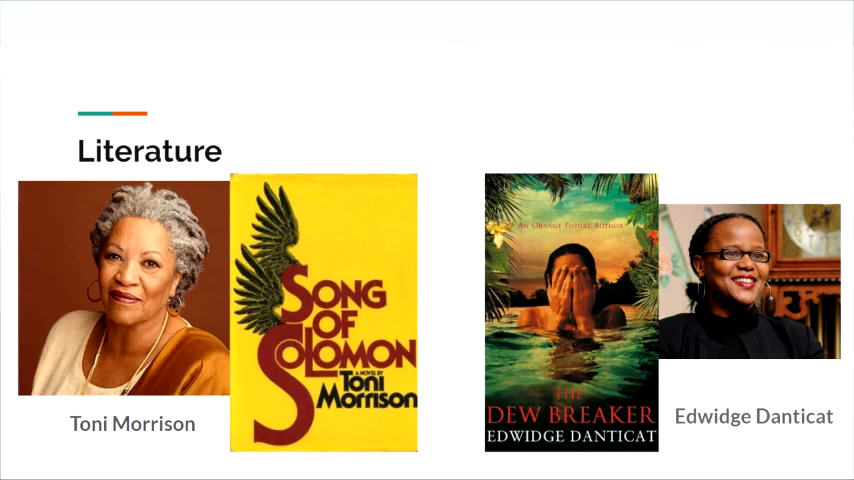 Literature
SONG
OF
SOLOMON
A NOVEL BY
Toni
Morrison
Toni Morrison
AN ORANGE FUTURE AUTHOR
THE
DEW BREAKER
EDWIDGE DANTICAT
Edwidge Danticat